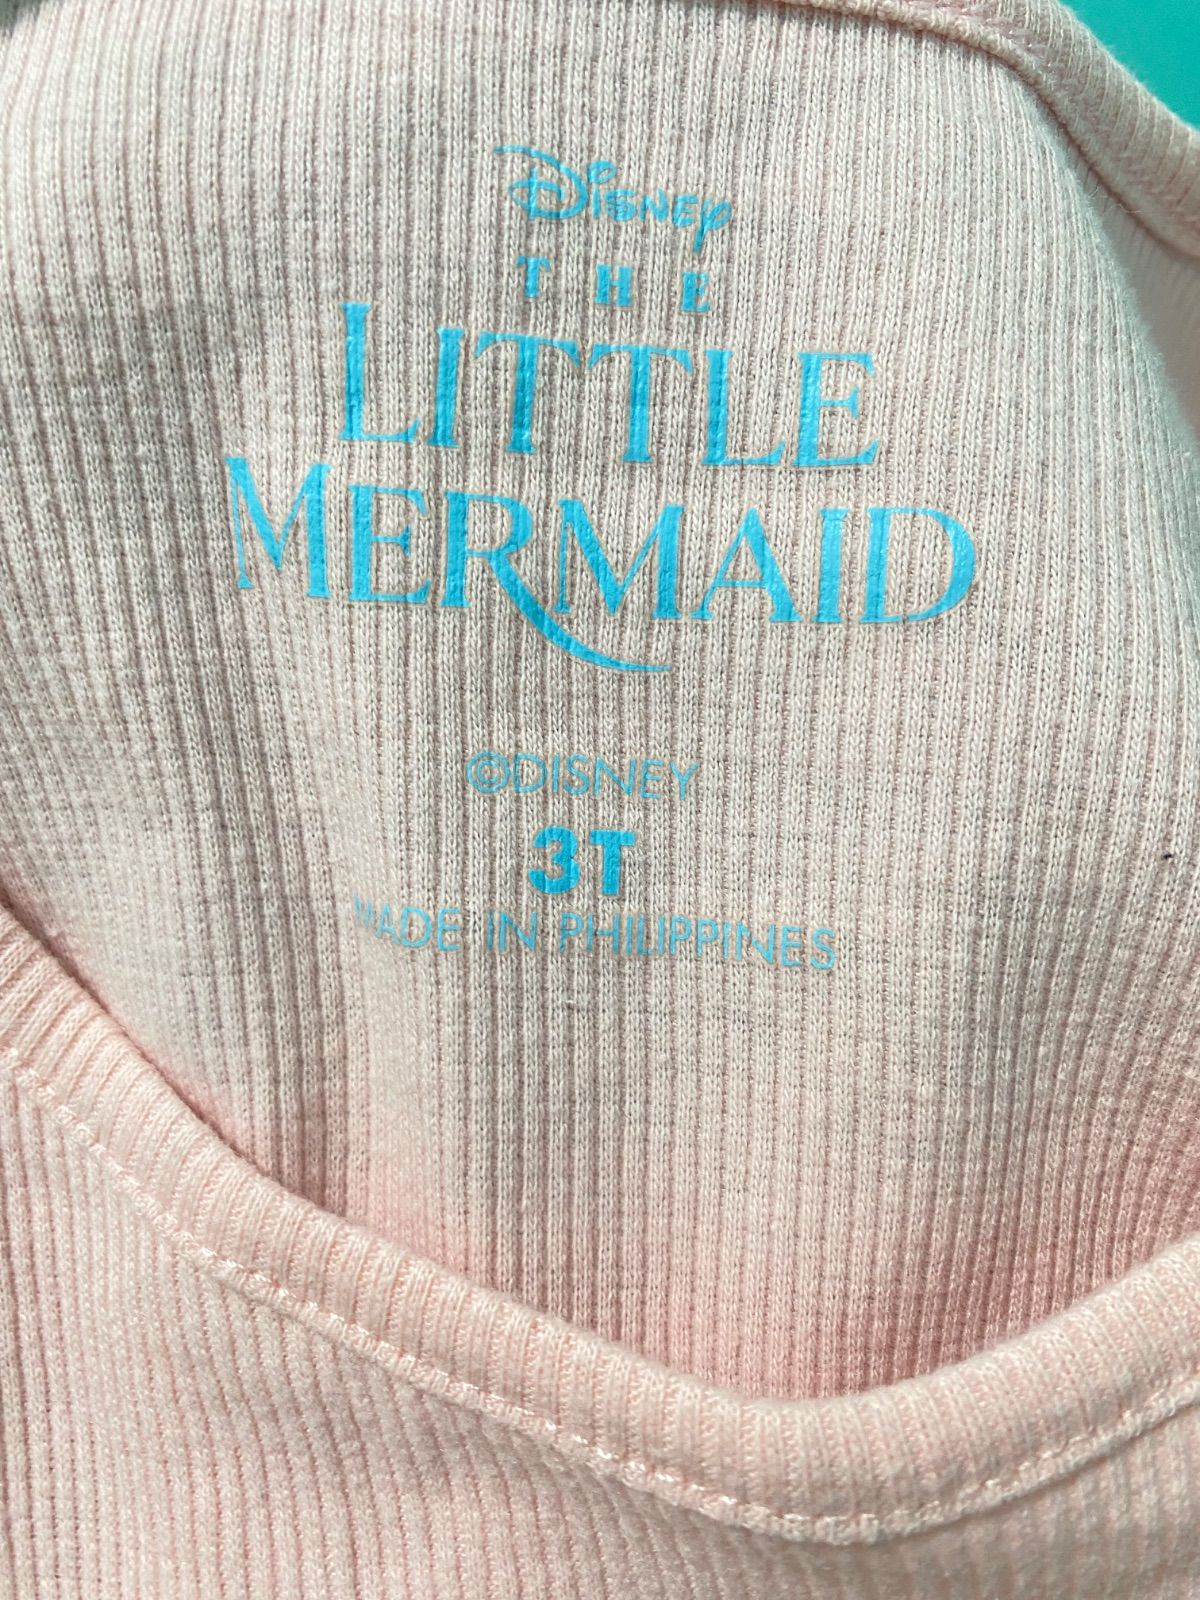 Disney
THE
LITTLE
MERMAID
©DISNEY
3T
MADE IN PHILIPPINES